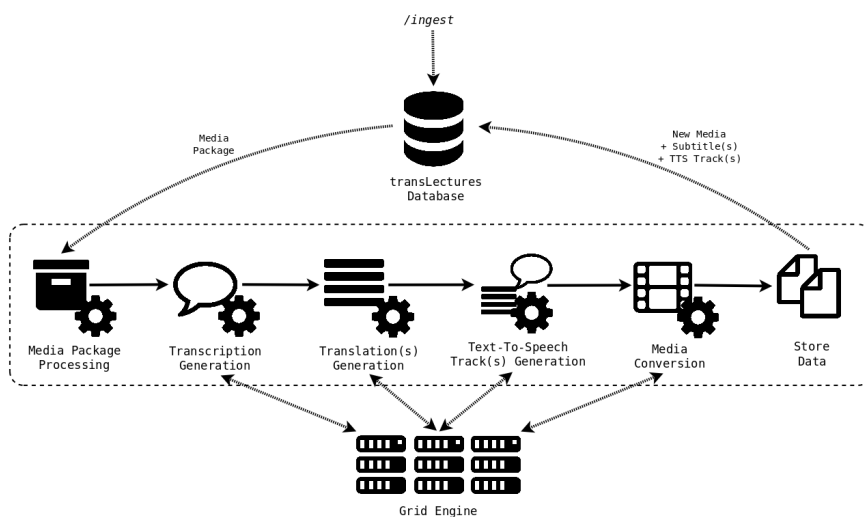 /ingest
Media
Package
New Media
+ Subtitle(s)
+ TTS Track(s)
transLectures
Database
Media Package
Processing
Transcription
Generation
Translation(s)
Generation
Text-To-Speech
Track(s) Generation
Media
Conversion
Store
Data
Grid Engine